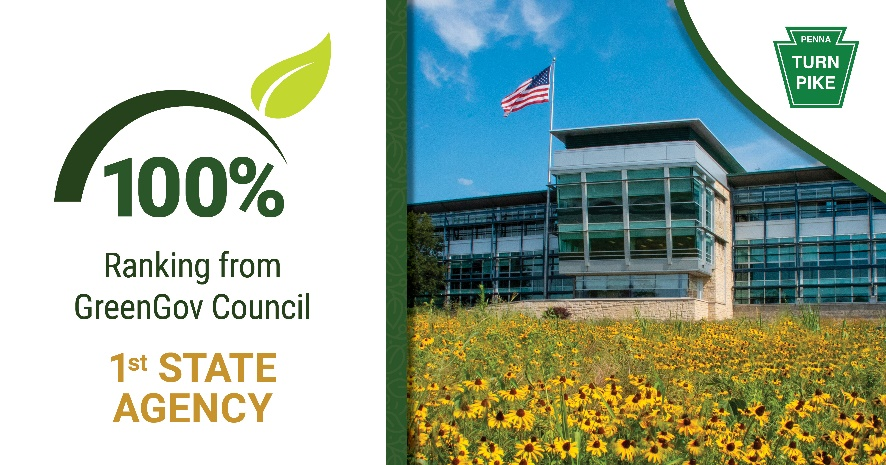 100%
Ranking from
GreenGov Council
1st STATE
AGENCY
PENNA
TURN
PIKE